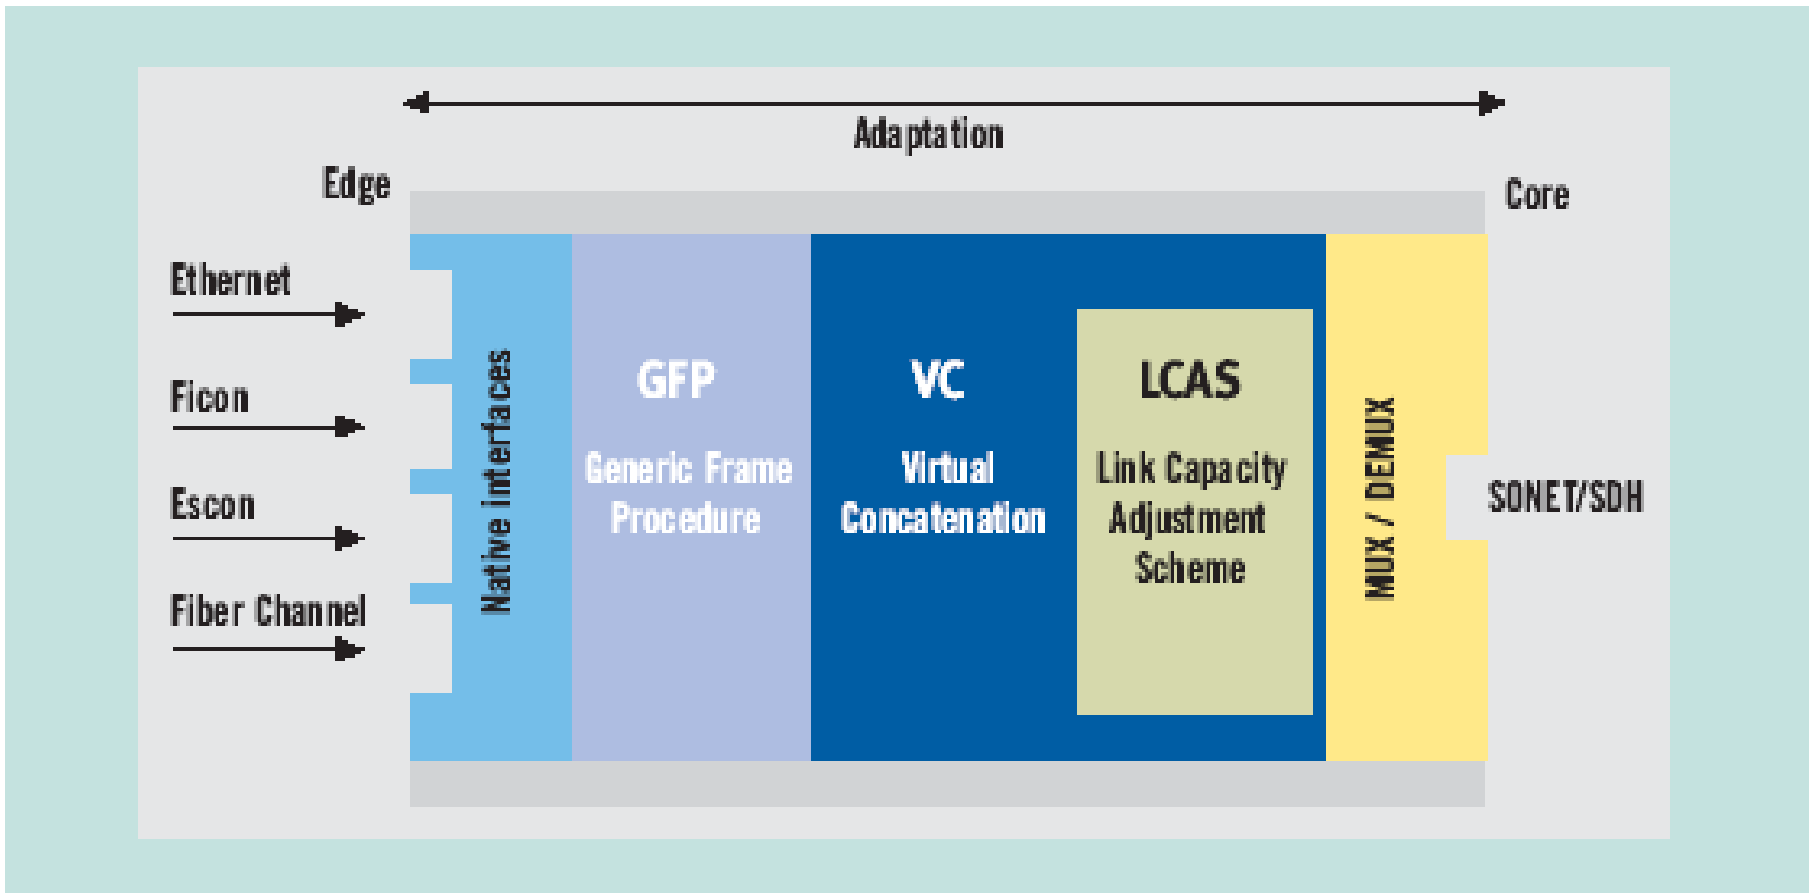 Adaptation
Edge
Core
Ethernet
Ficon
Escon
Fiber Channel
Native interfaces
GFP
Generic Frame
Procedure
VC
Virtual
Concatenation
LCAS
Link Capacity
Adjustment
Scheme
MUX / DEMUX
SONET/SDH